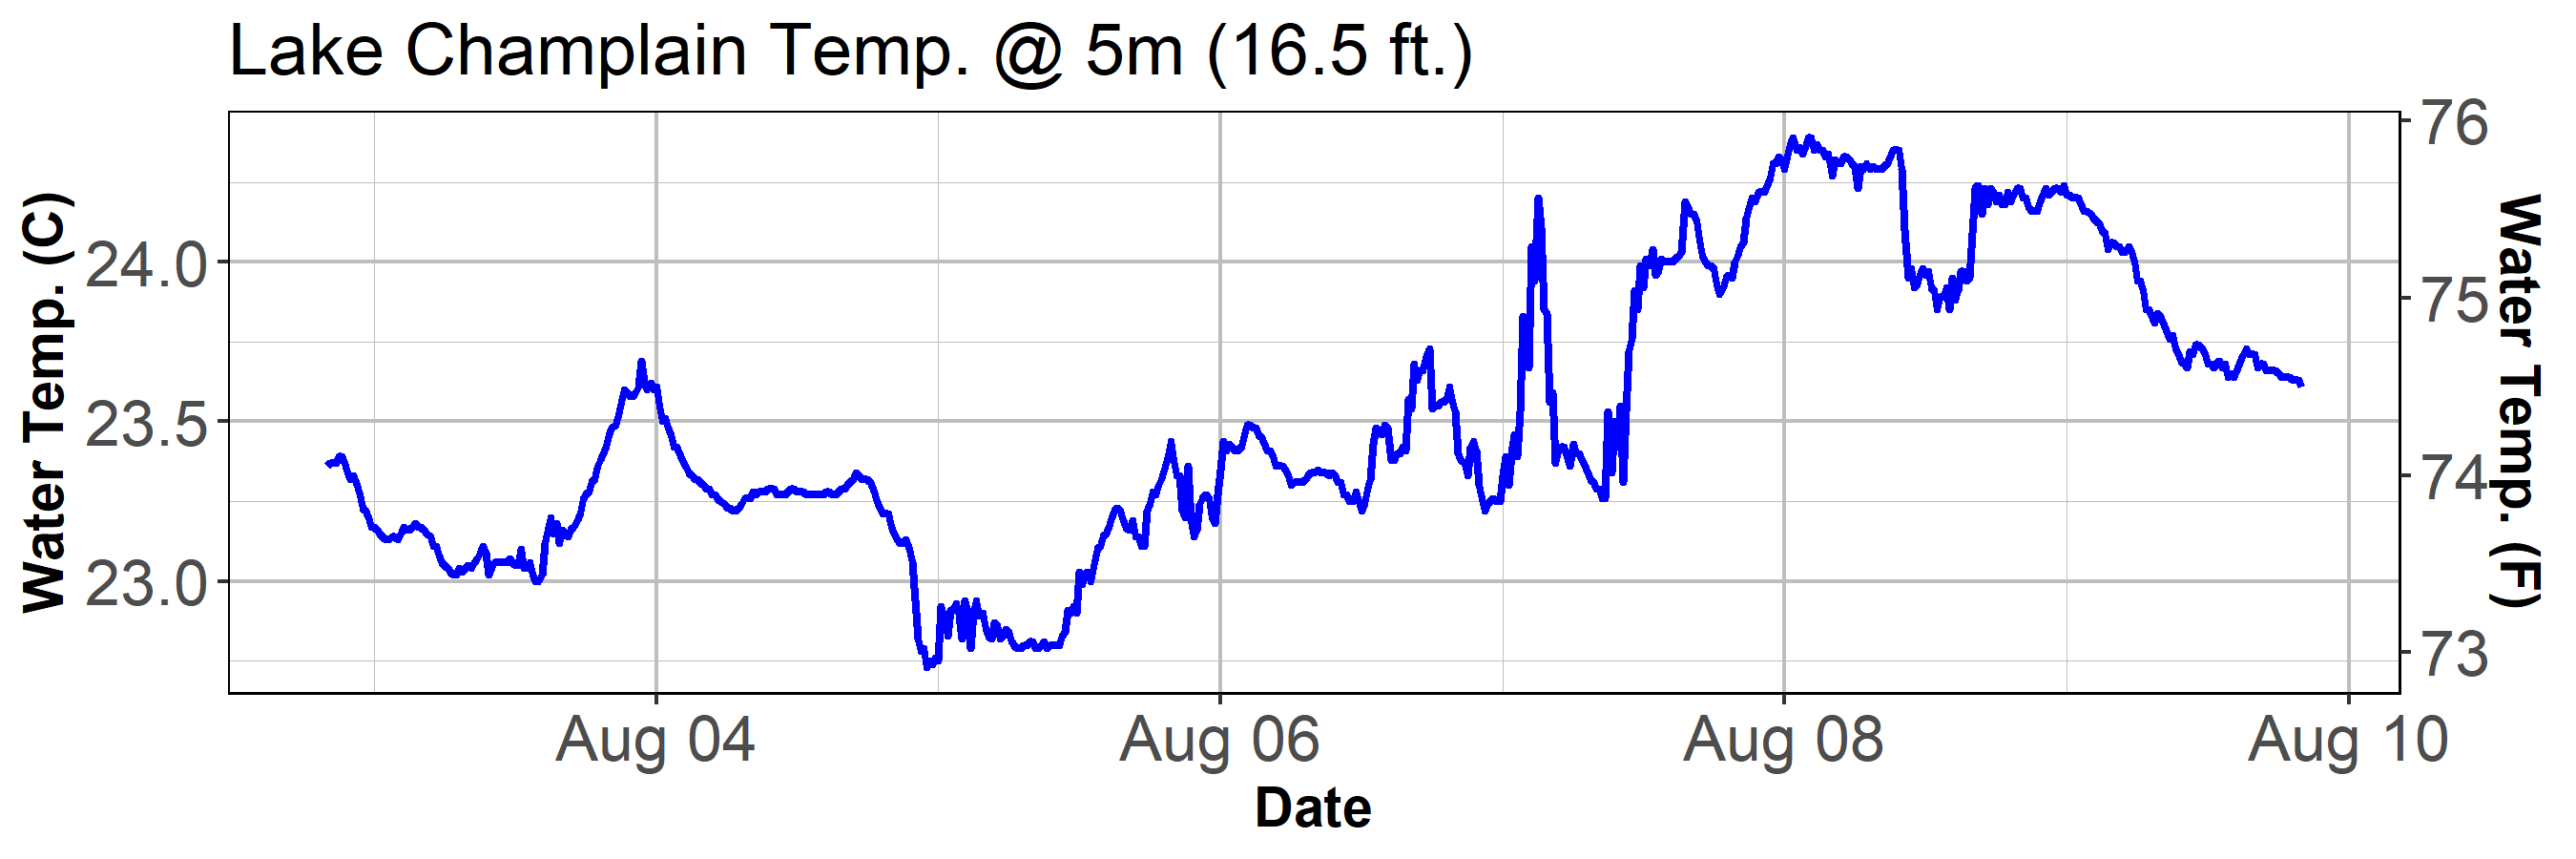 Lake Champlain Temp. @ 5m (16.5 ft.)
Water Temp. (C)
24.0
23.5
23.0
76
75
74
73
Water Temp. (F)
Aug 04
Aug 06
Aug 08
Aug 10
Date